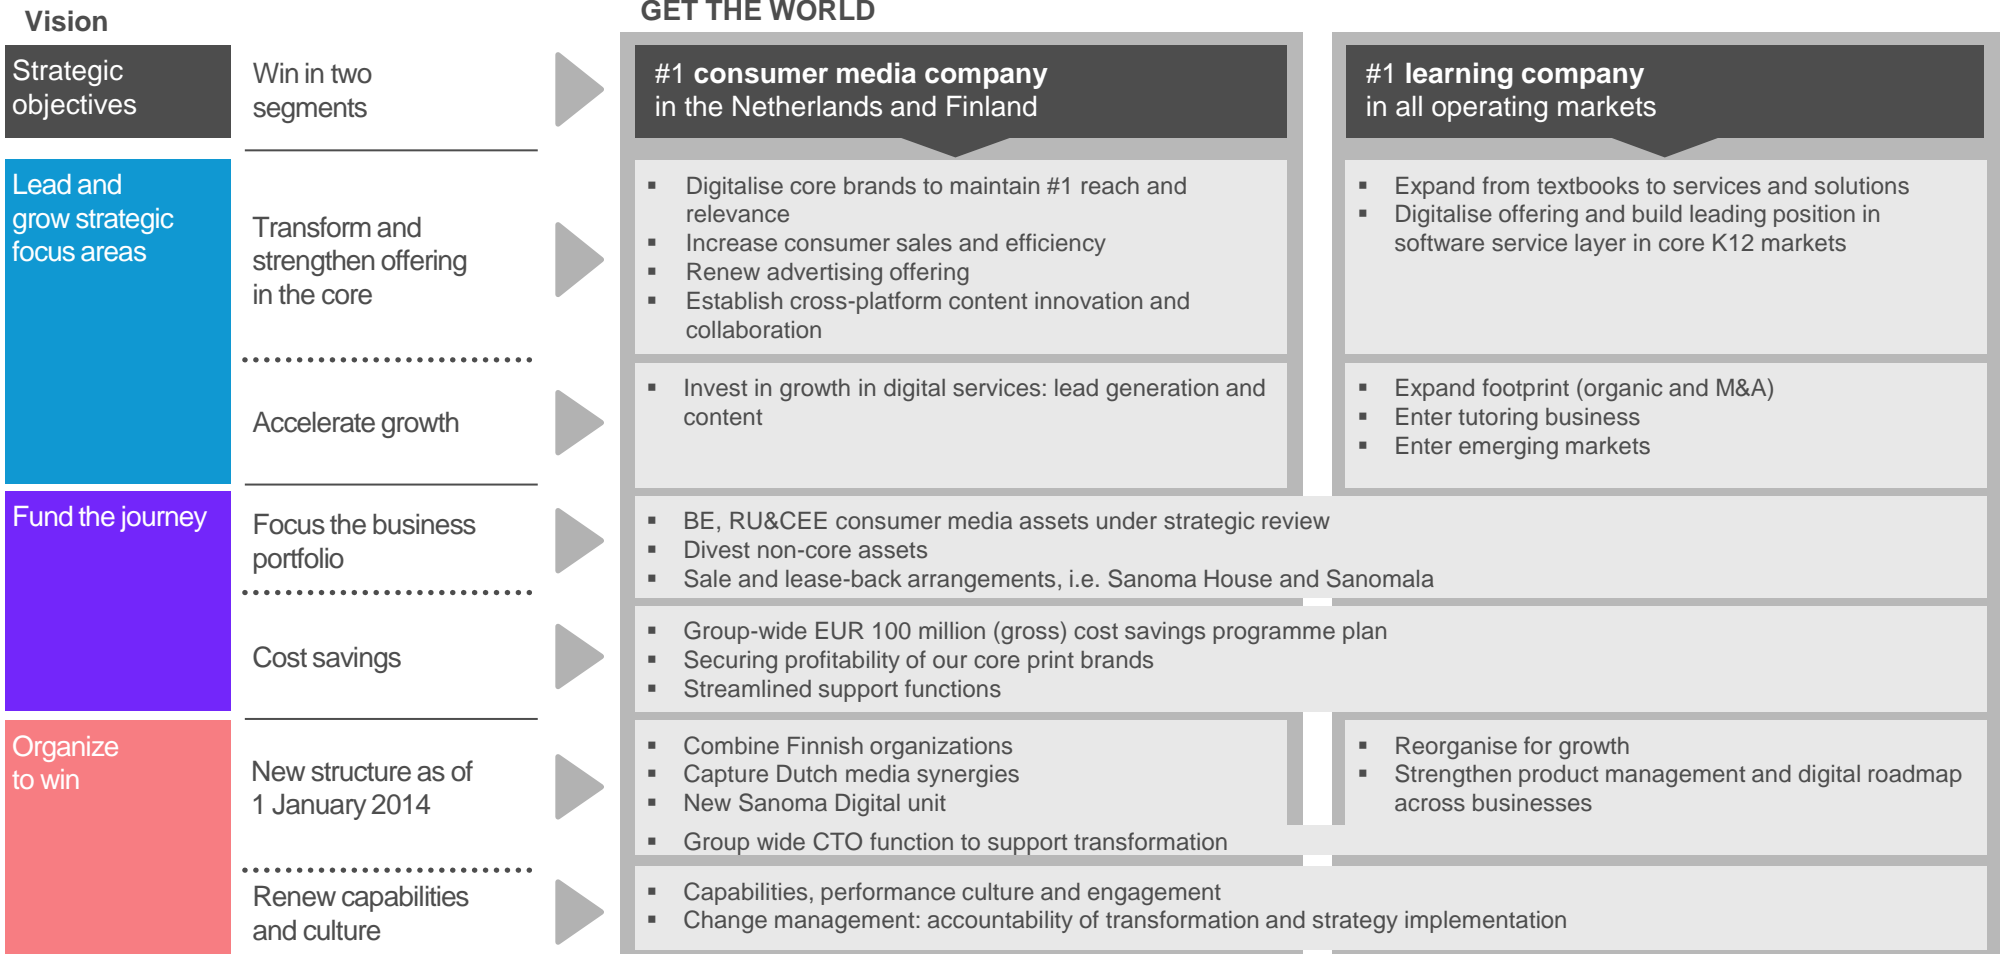 Vision
GET THE WORLD
Strategic
objectives
Win in two
segments
#1 consumer media company
in the Netherlands and Finland
#1 learning company
in all operating markets
Lead and
grow strategic
focus areas
Transform and
strengthen offering
in the core
▪ Digitalise core brands to maintain #1 reach and
relevance
▪ Increase consumer sales and efficiency
▪ Renew advertising offering
▪ Establish cross-platform content innovation and
collaboration
▪ Expand from textbooks to services and solutions
▪ Digitalise offering and build leading position in
software service layer in core K12 markets
Accelerate growth
▪ Invest in growth in digital services: lead generation and
content
▪ Expand footprint (organic and M&A)
▪ Enter tutoring business
▪ Enter emerging markets
Fund the journey
Focus the business
portfolio
▪ BE, RU&CEE consumer media assets under strategic review
▪ Divest non-core assets
▪ Sale and lease-back arrangements, i.e. Sanoma House and Sanomala
Cost savings
▪ Group-wide EUR 100 million (gross) cost savings programme plan
▪ Securing profitability of our core print brands
▪ Streamlined support functions
Organize
to win
New structure as of
1 January 2014
▪ Combine Finnish organizations
▪ Capture Dutch media synergies
▪ New Sanoma Digital unit
▪ Reorganise for growth
▪ Strengthen product management and digital roadmap
across businesses
▪ Group wide CTO function to support transformation
Renew capabilities
and culture
▪ Capabilities, performance culture and engagement
▪ Change management: accountability of transformation and strategy implementation